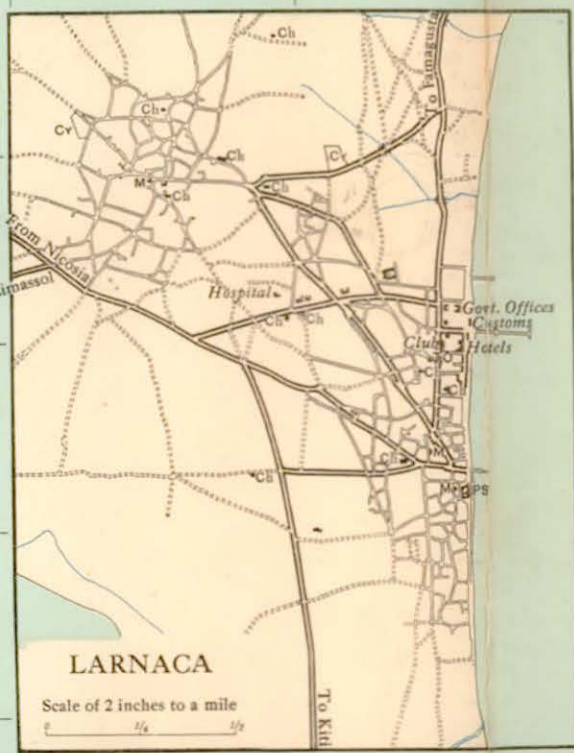 Ch
To Famagusta
Ch
Cy
Ch
Cy
M
Ch
Ch
From Nicosia
imassol
Hospital
Govt. Offices
Ch
Ch
Customs
Club
Hotels
C
M
Ch
Ch
M
PS
LARNACA
Scale of 2 inches to a mile
0 1/4 1/2
To Kiti